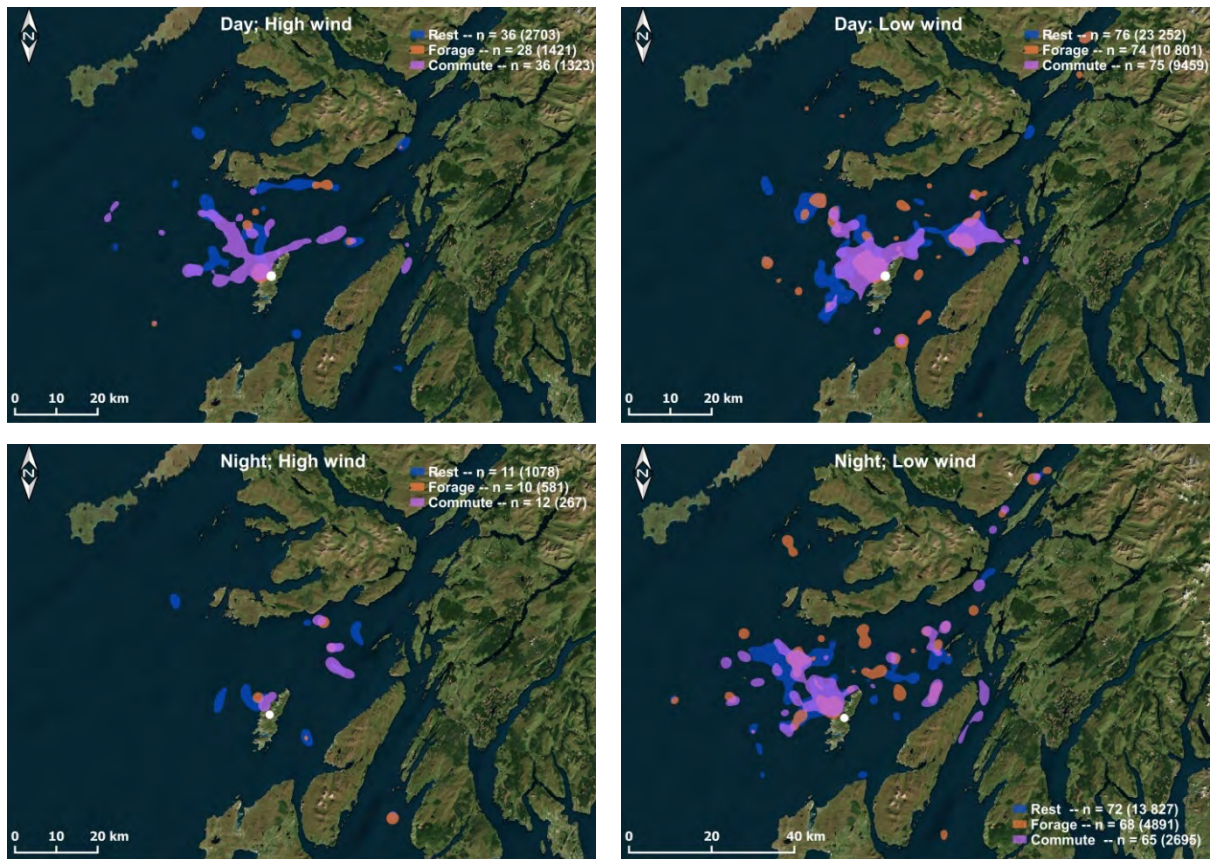 Day; High wind
Rest -- n = 36 (2703)
Forage -- n = 28 (1421)
Commute -- n = 36 (1323)
N
0 10 20 km
Day; Low wind
Rest -- n = 76 (23 252)
Forage -- n = 74 (10 801)
Commute -- n = 75 (9459)
N
0 10 20 km
Night; High wind
Rest -- n = 11 (1078)
Forage -- n = 10 (581)
Commute -- n = 12 (267)
N
0 10 20 km
Night; Low wind
N
Rest -- n = 72 (13 827)
Forage -- n = 68 (4891)
Commute -- n = 65 (2695)
0 20 40 km